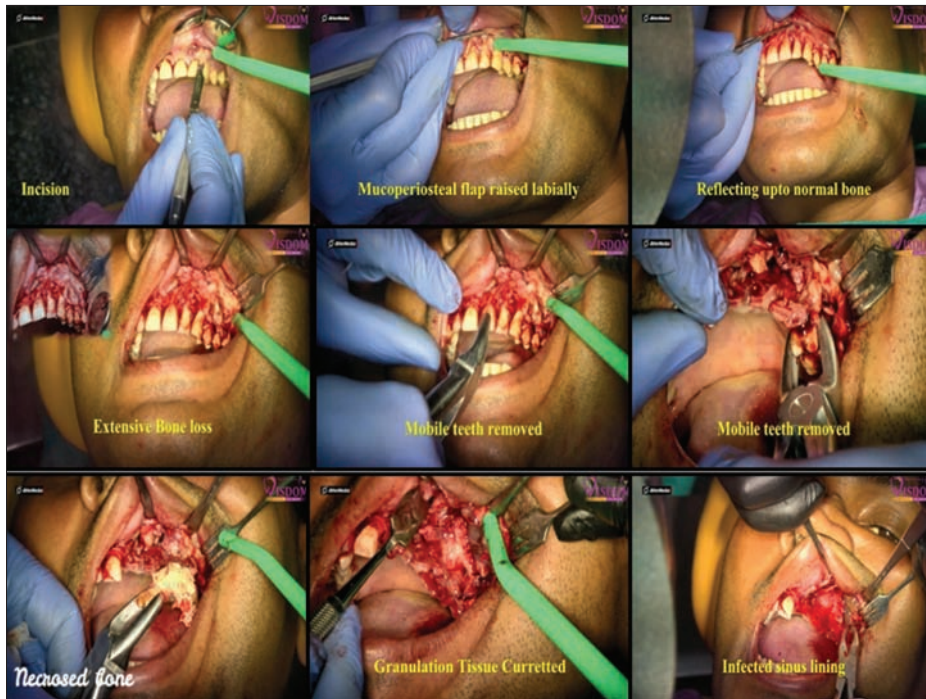 Incision
Mucoperiosteal flap raised labially
Reflecting upto normal bone
Extensive Bone loss
Mobile teeth removed
Mobile teeth removed
Necrosed Bone
Granulation Tissue Curretted
Infected sinus lining